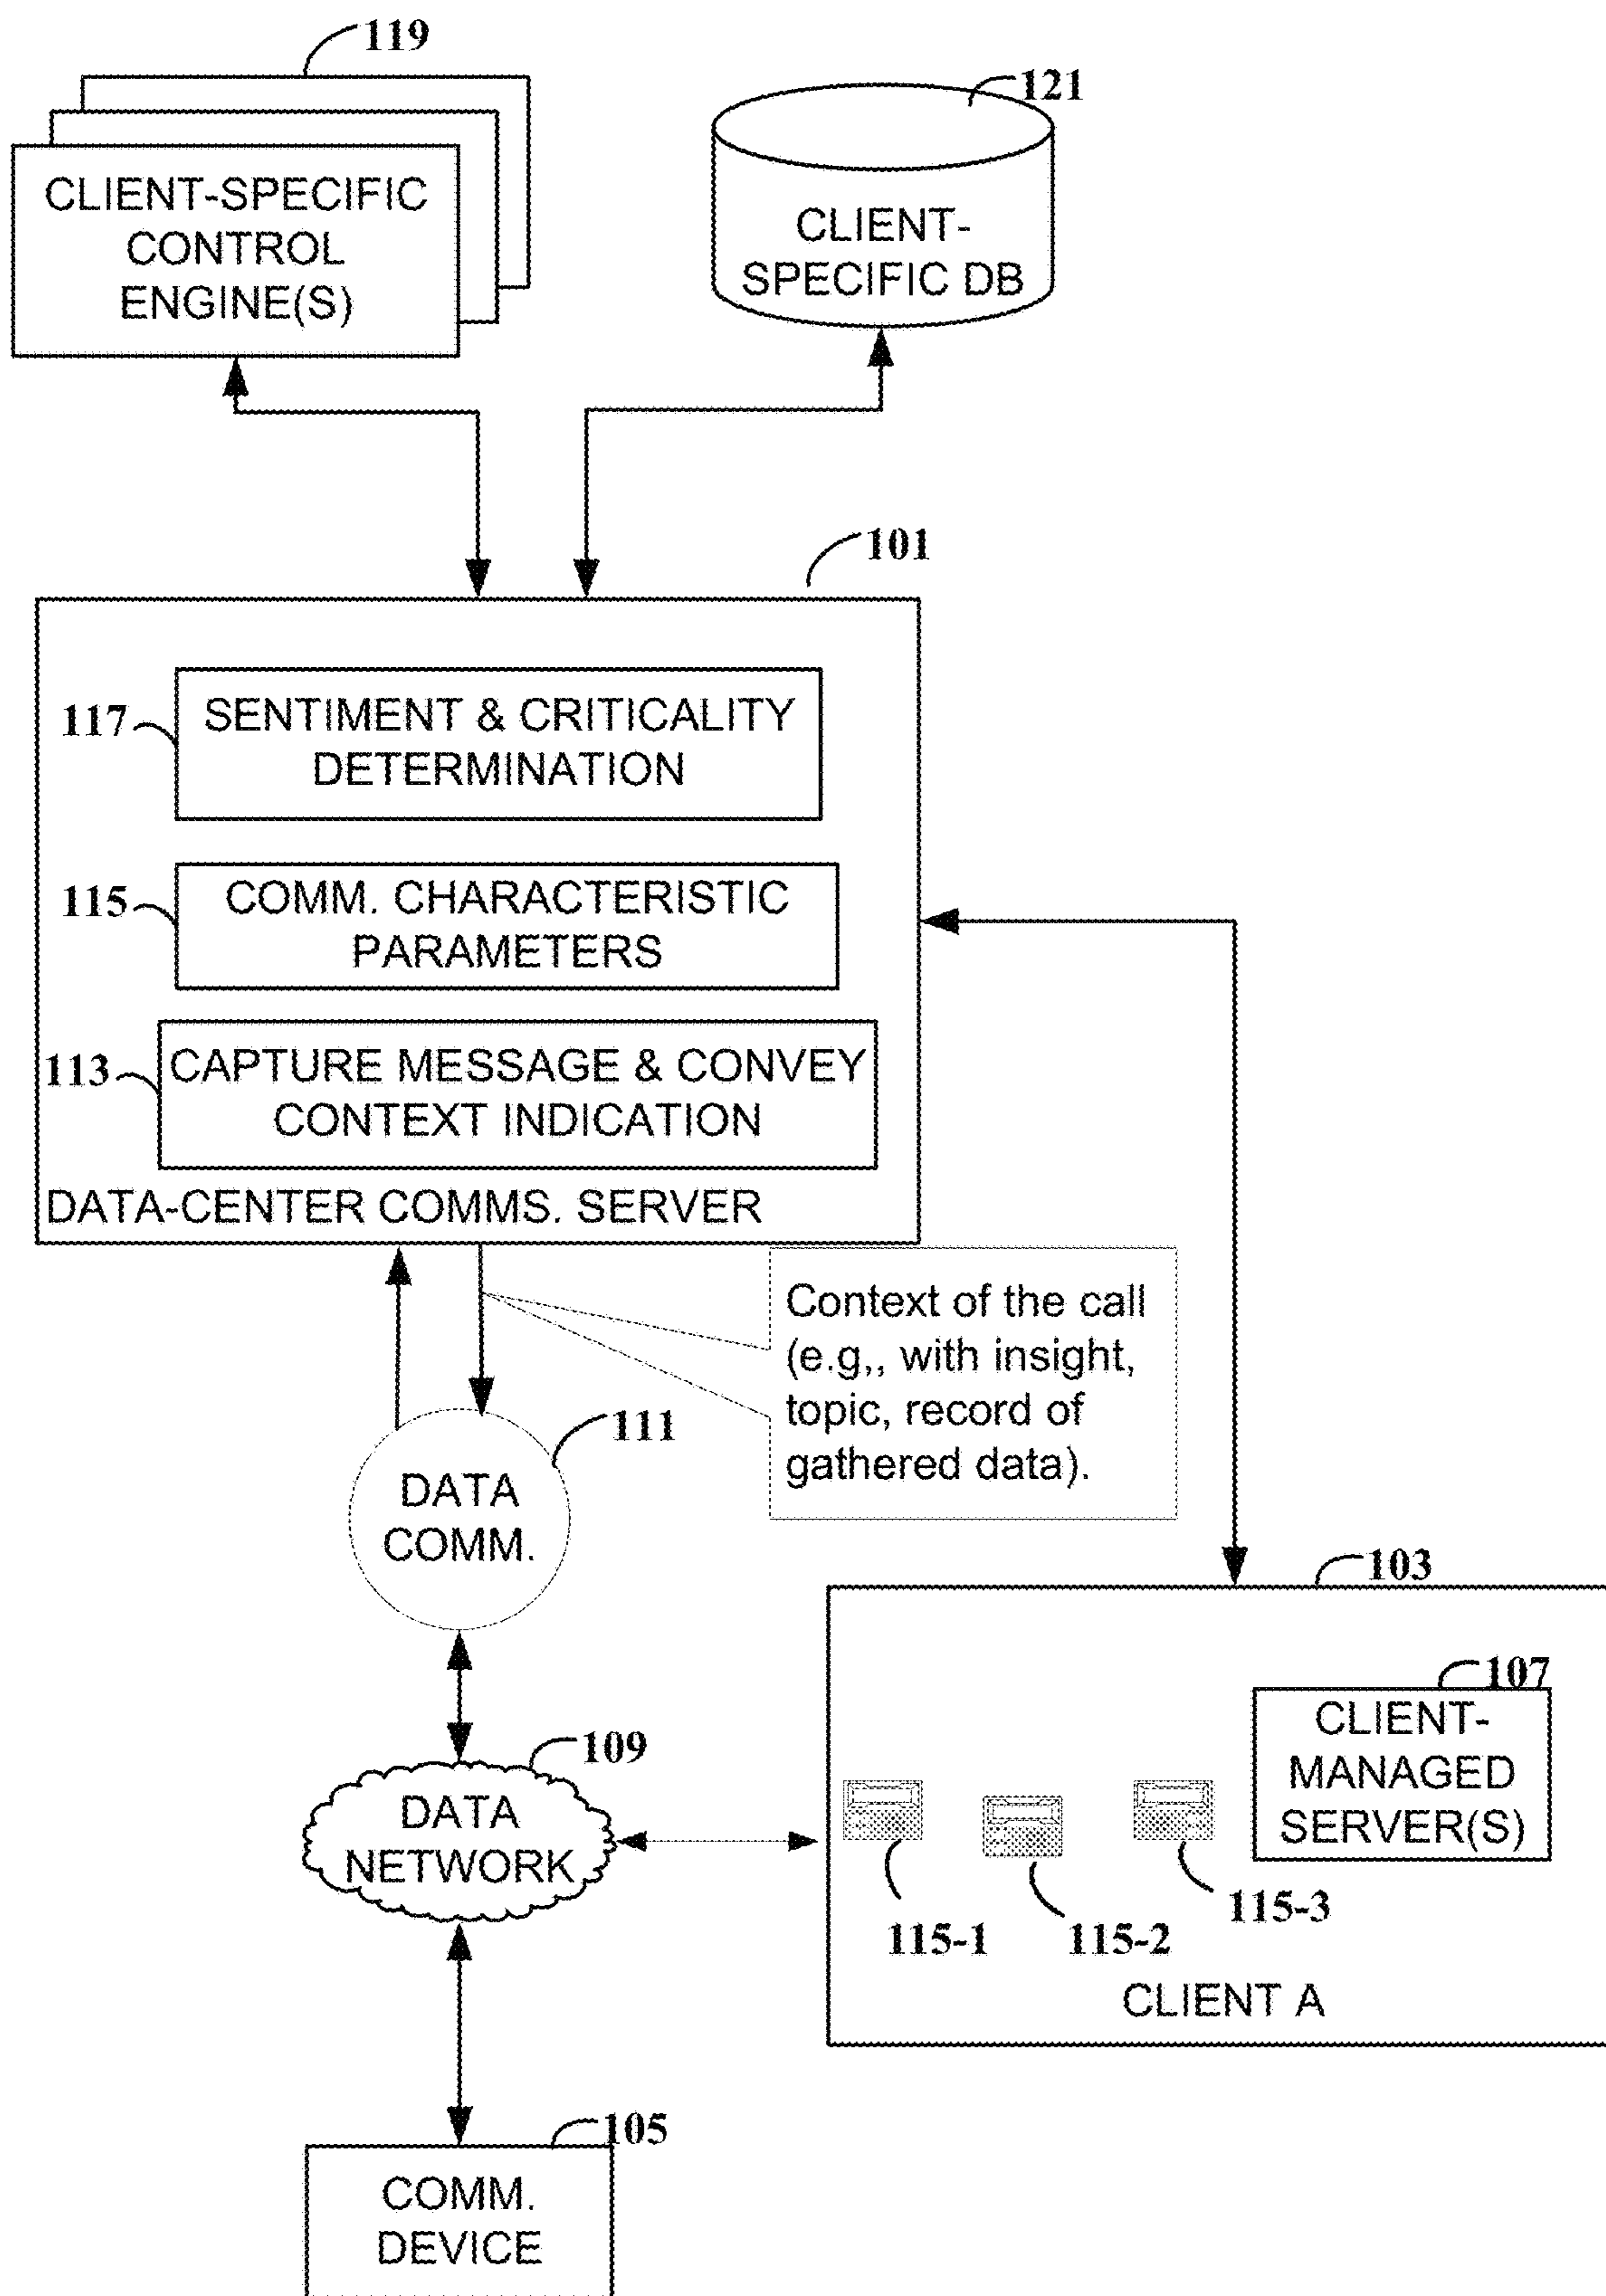 119
CLIENT-SPECIFIC
CONTROL
ENGINE(S)
121
CLIENT-
SPECIFIC DB
101
117
SENTIMENT & CRITICALITY
DETERMINATION
115
COMM. CHARACTERISTIC
PARAMETERS
113
CAPTURE MESSAGE & CONVEY
CONTEXT INDICATION
DATA-CENTER COMMS. SERVER
Context of the call
(e.g,, with insight,
topic, record of
gathered data).
111
DATA
COMM.
103
107
CLIENT-
MANAGED
SERVER(S)
109
DATA
NETWORK
115-1
115-2
115-3
CLIENT A
105
COMM.
DEVICE